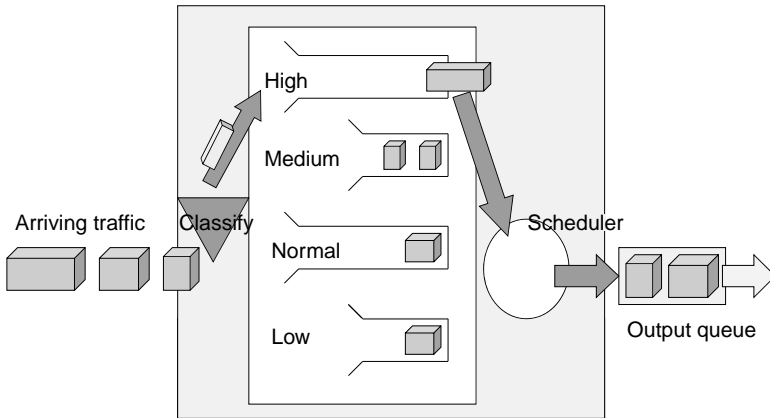 High
Medium
Arriving traffic
Classify
Scheduler
Normal
Output queue
Low